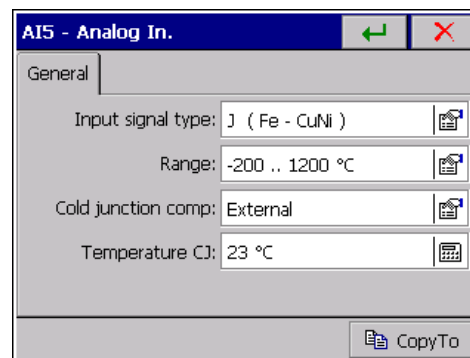 AI5 - Analog In.
General
Input signal type: J ( Fe - CuNi )
Range: -200 .. 1200 °C
Cold junction comp: External
Temperature CJ: 23 °C
CopyTo